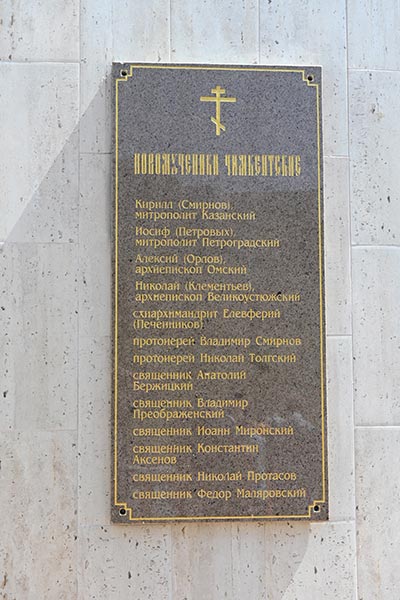 Новомученики Чимкентские
Кирилл (Смирнов),
митрополит Казанский
Иосиф (Петровых),
митрополит Петроградский
Алексий (Орлов),
архиепископ Омский
Николай (Клементьев),
архиепископ Великоустюжский
схиархимандрит Елевферий
(Печенников)
протоиерей Владимир Смирнов
протоиерей Николай Толгский
священник Анатолий
Бержицкий
священник Владимир
Преображенский
священник Иоанн Миронский
священник Константин
Аксенов
священник Николай Протасов
священник Федор Маляровский